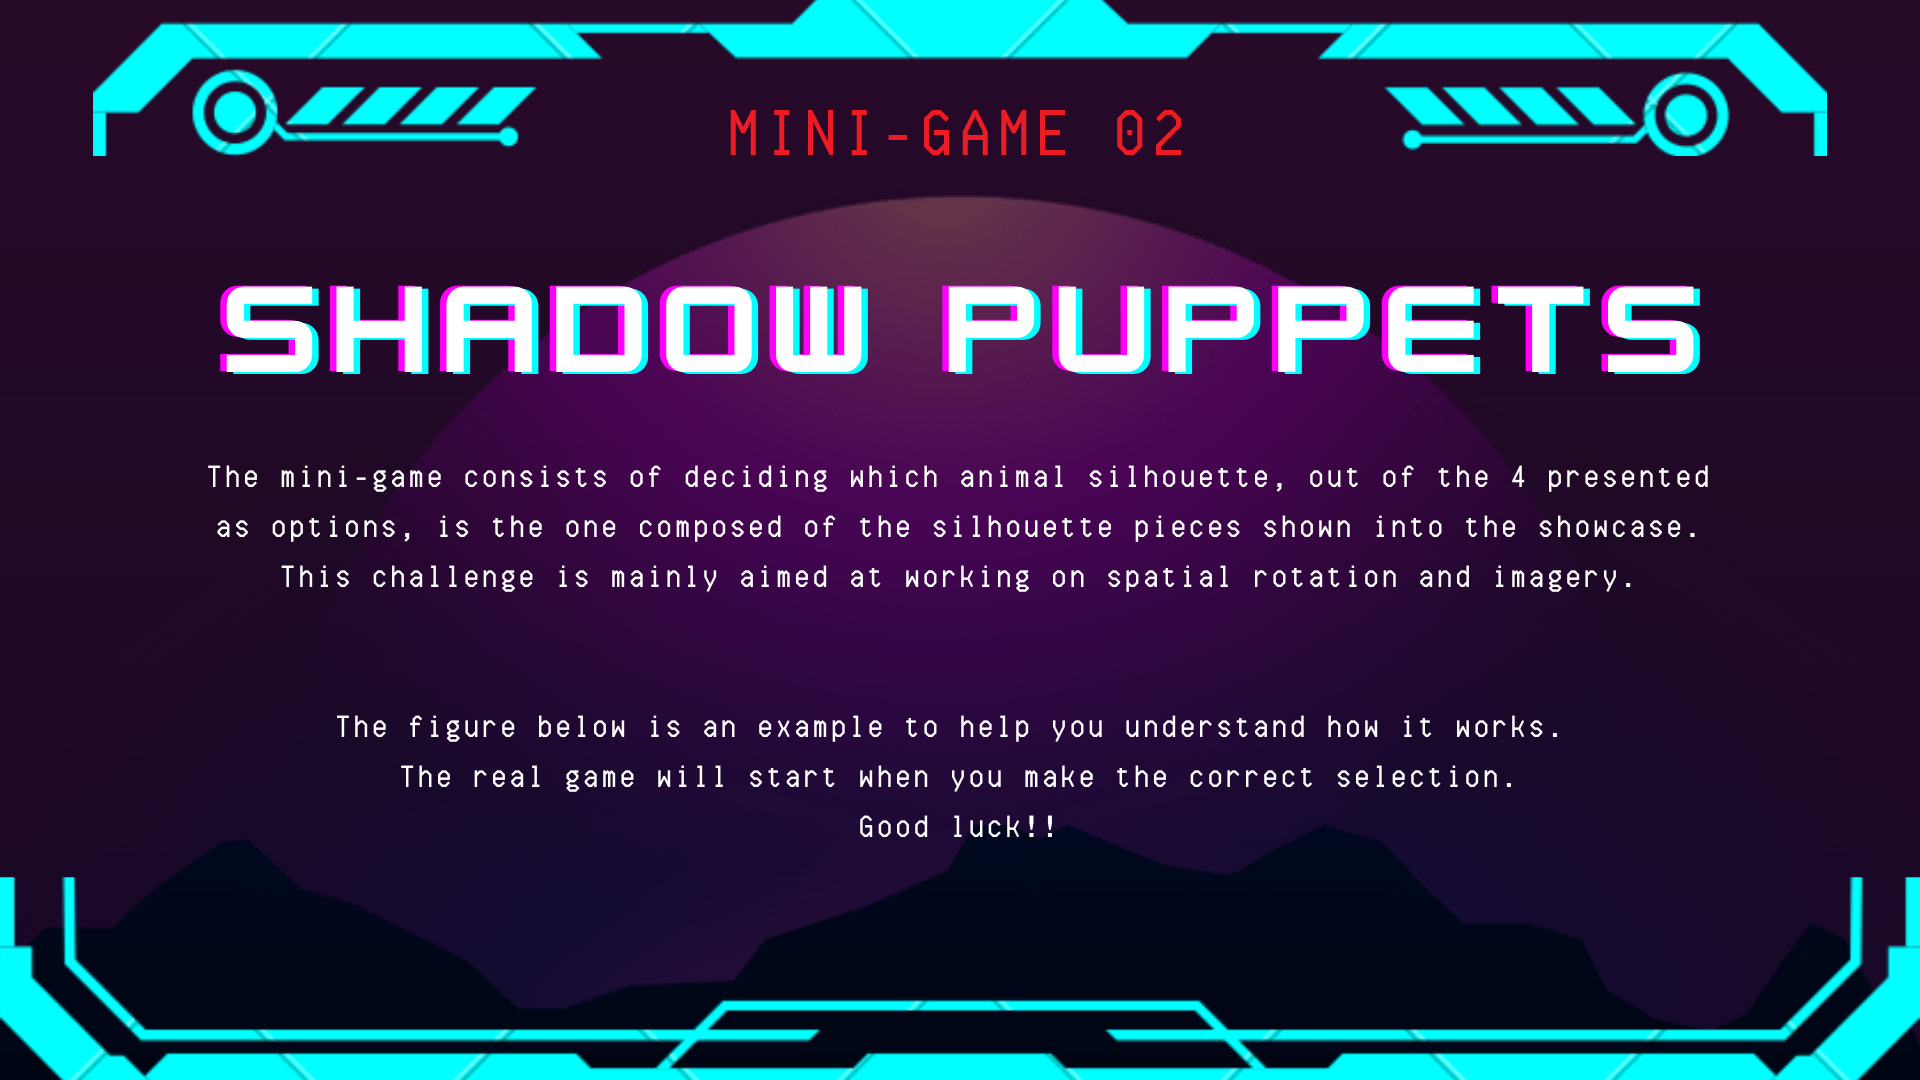 MINI-GAME 02
SHADOW PUPPETS
The mini-game consists of deciding which animal silhouette, out of the 4 presented
as options, is the one composed of the silhouette pieces shown into the showcase.
This challenge is mainly aimed at working on spatial rotation and imagery.
The figure below is an example to help you understand how it works.
The real game will start when you make the correct selection.
Good luck!!